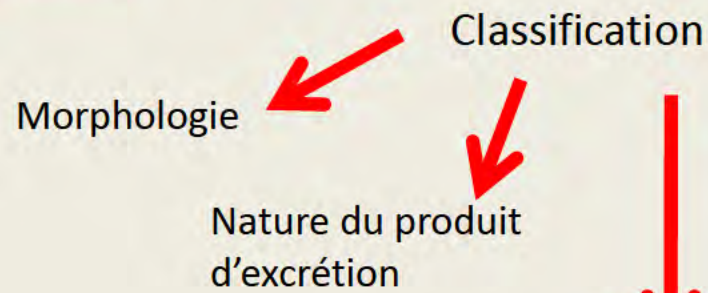 Classification
Morphologie
Nature du produit
d’excrétion